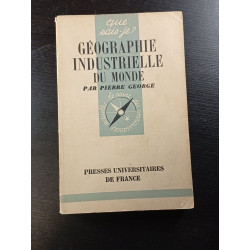 que
sais-je?
GÉOGRAPHIE
INDUSTRIELLE
DU MONDE
PAR PIERRE GEORGE
PRESSES UNIVERSITAIRES
DE FRANCE